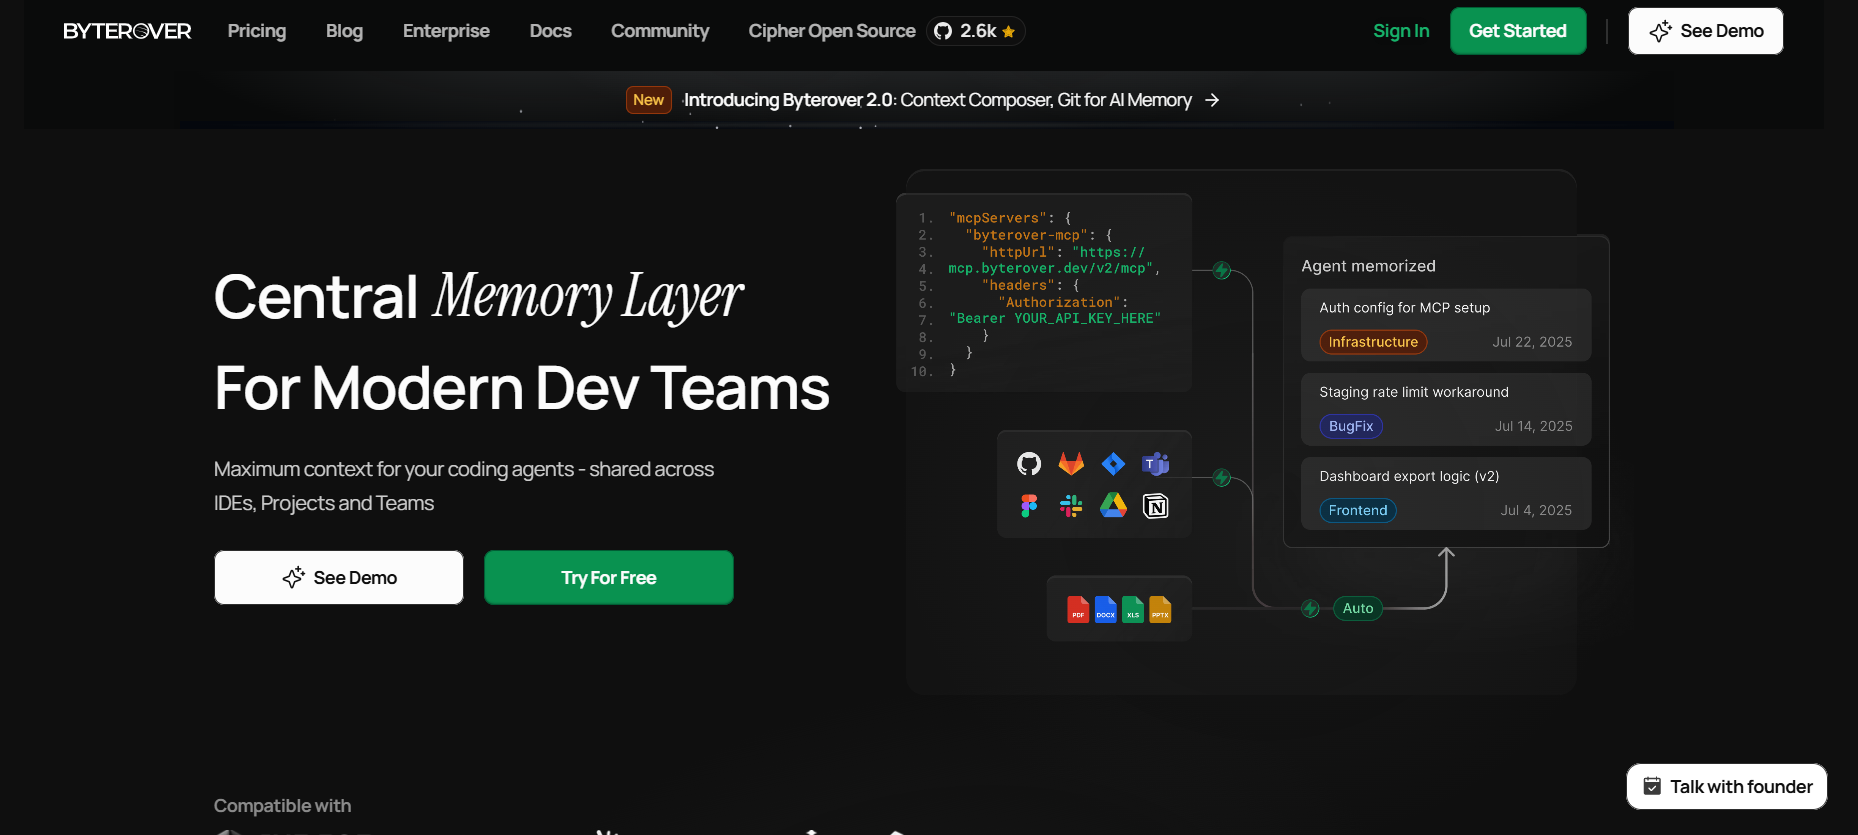 BYTEROVER
Pricing
Blog
Enterprise
Docs
Community
Cipher Open Source
2.6k
Sign In
Get Started
See Demo
New
Introducing Byterover 2.0: Context Composer, Git for AI Memory
Central Memory Layer
For Modern Dev Teams
Maximum context for your coding agents - shared across
IDEs, Projects and Teams
See Demo
Try For Free
1. "mcpServers": {
2. "byterover-mcp": {
3. "httpUrl": "https://
4. mcp.byterover.dev/v2/mcp",
5. "headers": {
6. "Authorization":
7. "Bearer YOUR_API_KEY_HERE"
8. }
9. }
10. }
T
N
PDF
DOCX
XLS
PPTX
Auto
Agent memorized
Auth config for MCP setup
Infrastructure
Jul 22, 2025
Staging rate limit workaround
BugFix
Jul 14, 2025
Dashboard export logic (v2)
Frontend
Jul 4, 2025
Compatible with
Talk with founder